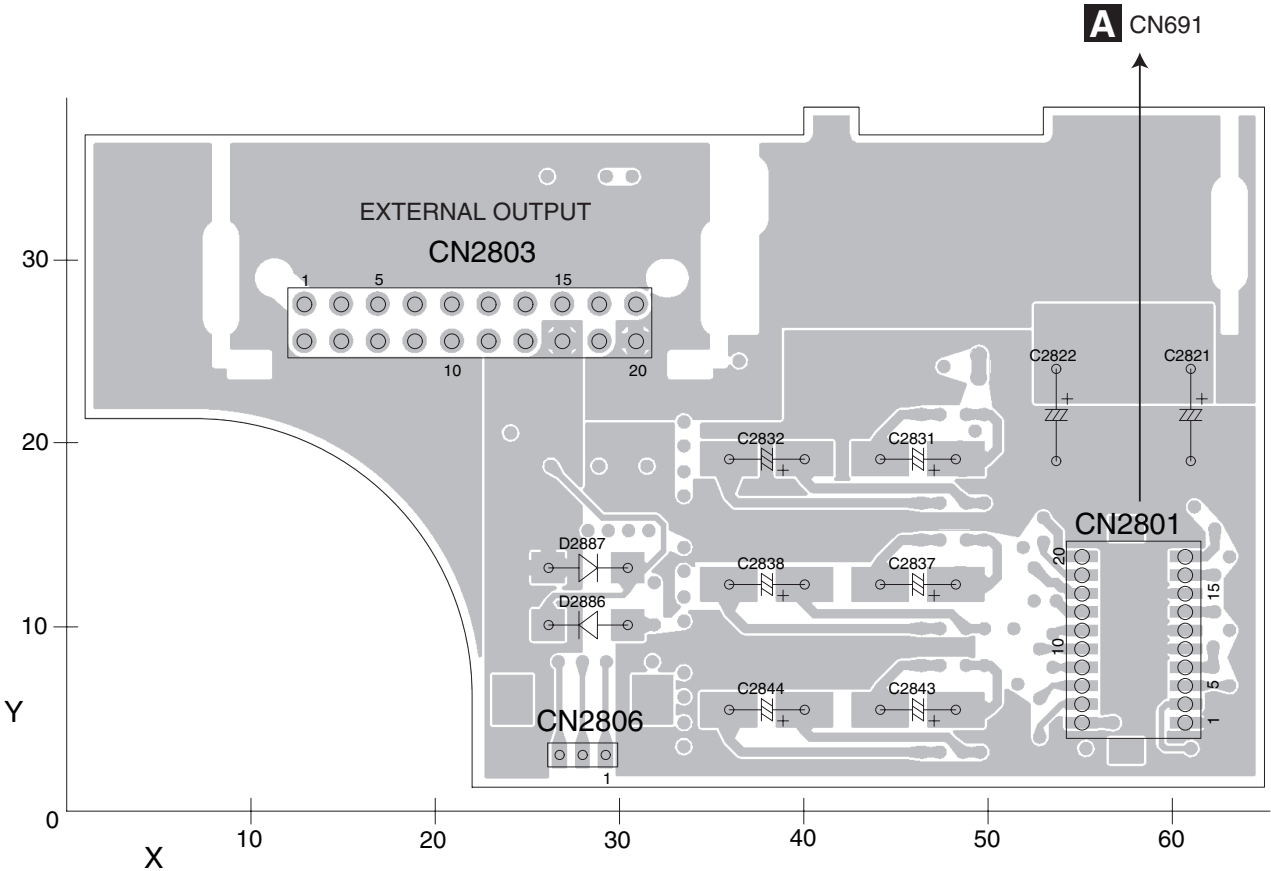 A CN691
EXTERNAL OUTPUT
CN2803
30
1 5 15
10 20
C2822 C2821
+ +
20
C2832 C2831
+ +
CN2801
D2887
20
C2838 C2837
+ +
15
D2886
10
10
C2844 C2843
+ +
5
1
Y
CN2806
1
0
10 20 30 40 50 60
X